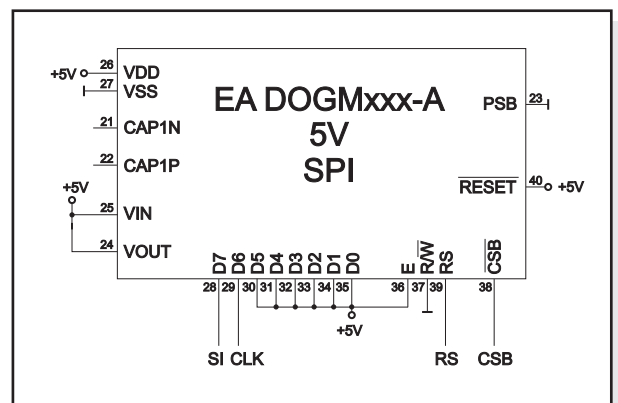 EA DOGMxxx-A
5V
SPI
+5V 26 VDD
27 VSS
21 CAP1N
22 CAP1P
+5V
25 VIN
24 VOUT
PSB 23
RESET 40 +5V
D7 D6 D5 D4 D3 D2 D1 D0 E R/W RS CSB
28 29 30 31 32 33 34 35 36 37 39 38
+5V
SI CLK RS CSB